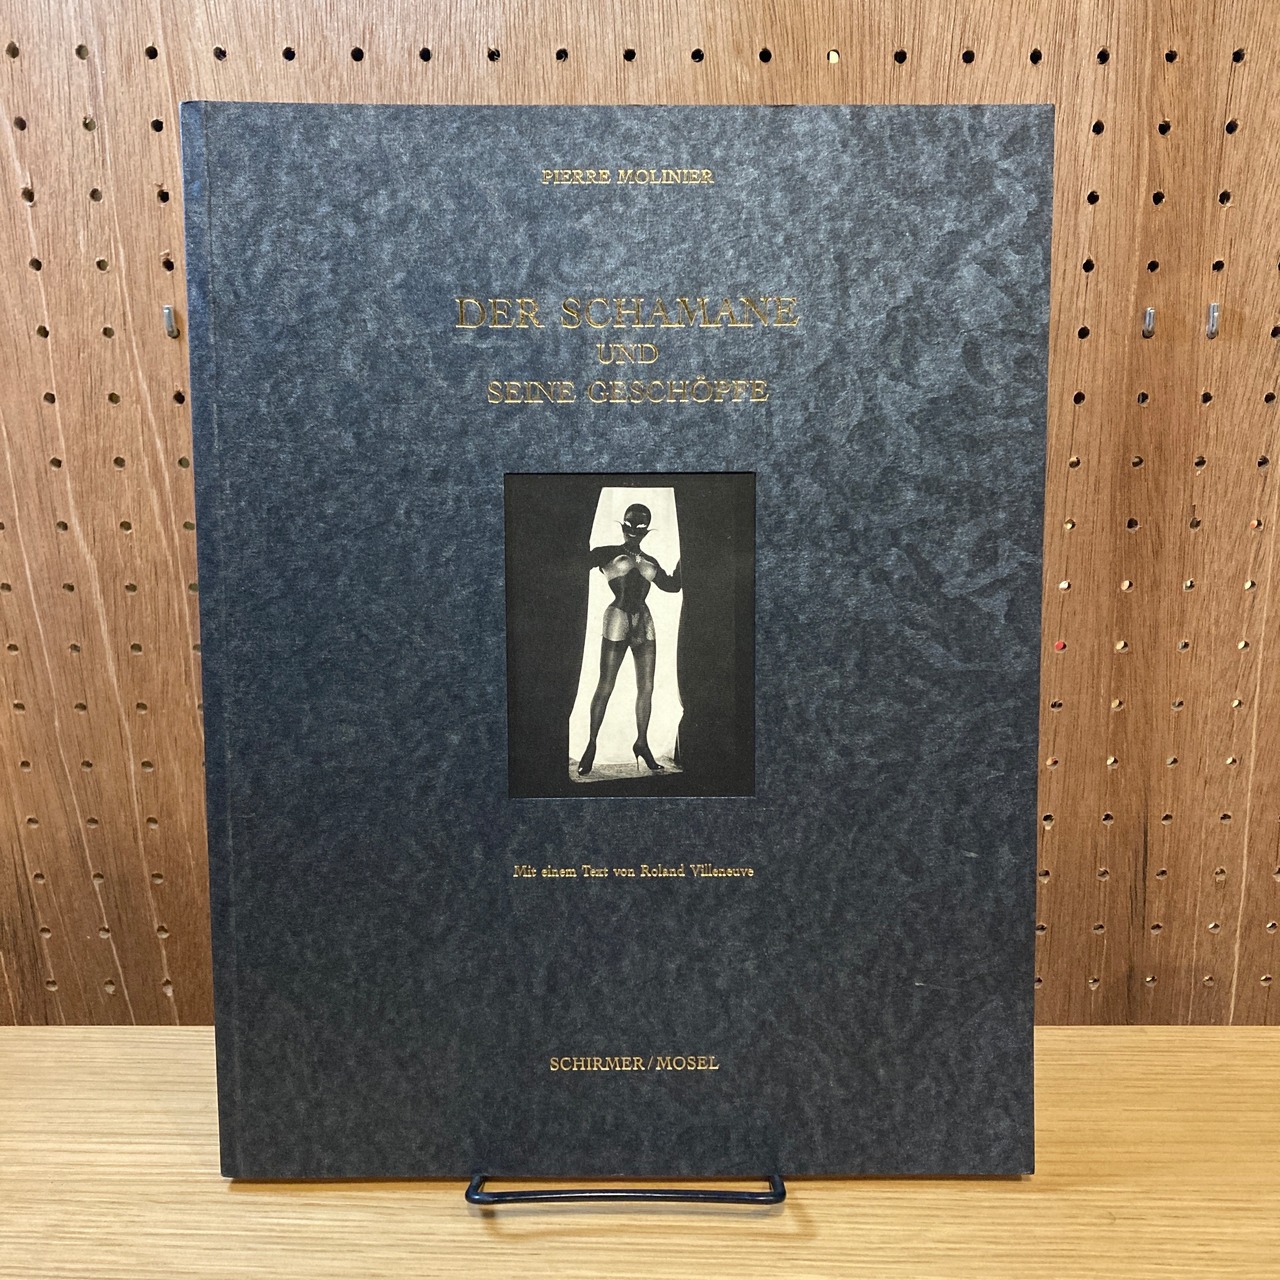 PIERRE MOLINIER
DER SCHAMANE
UND
SEINE GESCHÖPFE
Mit einem Text von Roland Villeneuve
SCHIRMER/MOSEL